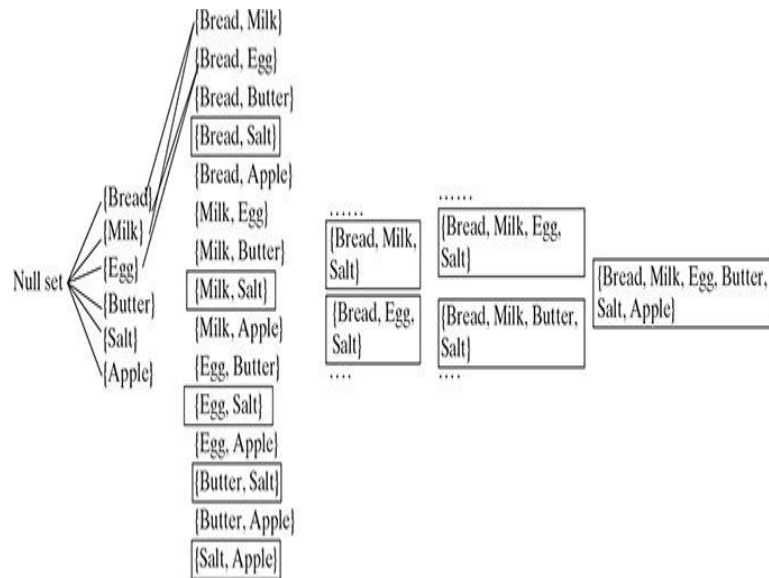 Null set
{Bread}
{Milk}
{Egg}
{Butter}
{Salt}
{Apple}
{Bread, Milk}
{Bread, Egg}
{Bread, Butter}
{Bread, Salt}
{Bread, Apple}
{Milk, Egg}
{Milk, Butter}
{Milk, Salt}
{Milk, Apple}
{Egg, Butter}
{Egg, Salt}
{Egg, Apple}
{Butter, Salt}
{Butter, Apple}
{Salt, Apple}
......
{Bread, Milk,
Salt}
{Bread, Egg,
Salt}
....
......
{Bread, Milk, Egg,
Salt}
{Bread, Milk, Butter,
Salt}
....
{Bread, Milk, Egg, Butter,
Salt, Apple}